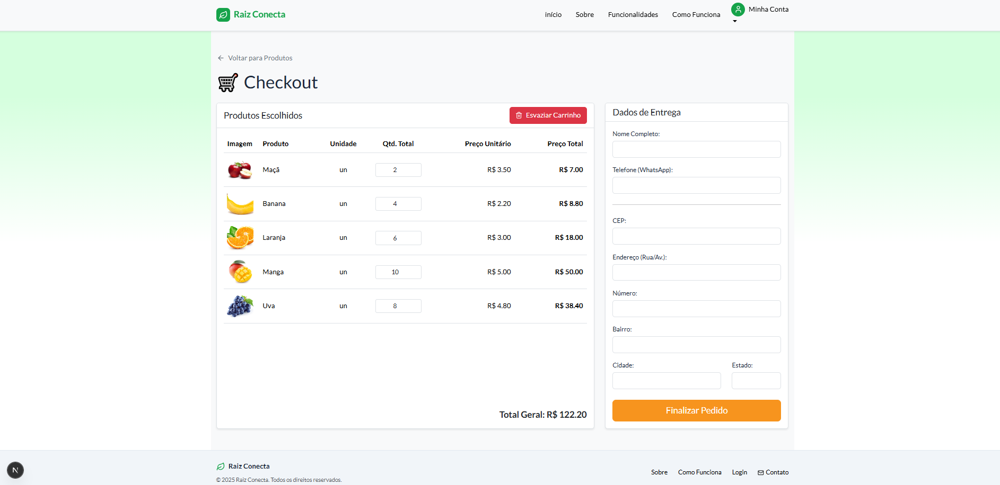 Raiz Conecta
início Sobre Funcionalidades Como Funciona Minha Conta
Voltar para Produtos
Checkout
Produtos Escolhidos
Esvaziar Carrinho
Imagem Produto Unidade Qtd. Total Preço Unitário Preço Total
Maçã un 2 R$ 3.50 R$ 7.00
Banana un 4 R$ 2.20 R$ 8.80
Laranja un 6 R$ 3.00 R$ 18.00
Manga un 10 R$ 5.00 R$ 50.00
Uva un 8 R$ 4.80 R$ 38.40
Total Geral: R$ 122.20
Dados de Entrega
Nome Completo:
Telefone (WhatsApp):
CEP:
Endereço (Rua/Av.):
Número:
Bairro:
Cidade: Estado:
Finalizar Pedido
N
Raiz Conecta
© 2025 Raiz Conecta. Todos os direitos reservados.
Sobre Como Funciona Login Contato